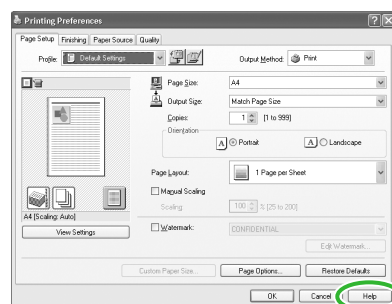 Printing Preferences
Page Setup Finishing Paper Source Quality
Profile: Default Settings Output Method: Print
Page Size: A4
Output Size: Match Page Size
Copies: 1 [1 to 999]
Orientation
A Portrait A Landscape
Page Layout: 1 Page per Sheet
Manual Scaling
Scaling: 100 % [25 to 200]
A4 [Scaling: Auto]
View Settings
Watermark: CONFIDENTIAL
Edit Watermark...
Custom Paper Size... Page Options... Restore Defaults
OK Cancel Help